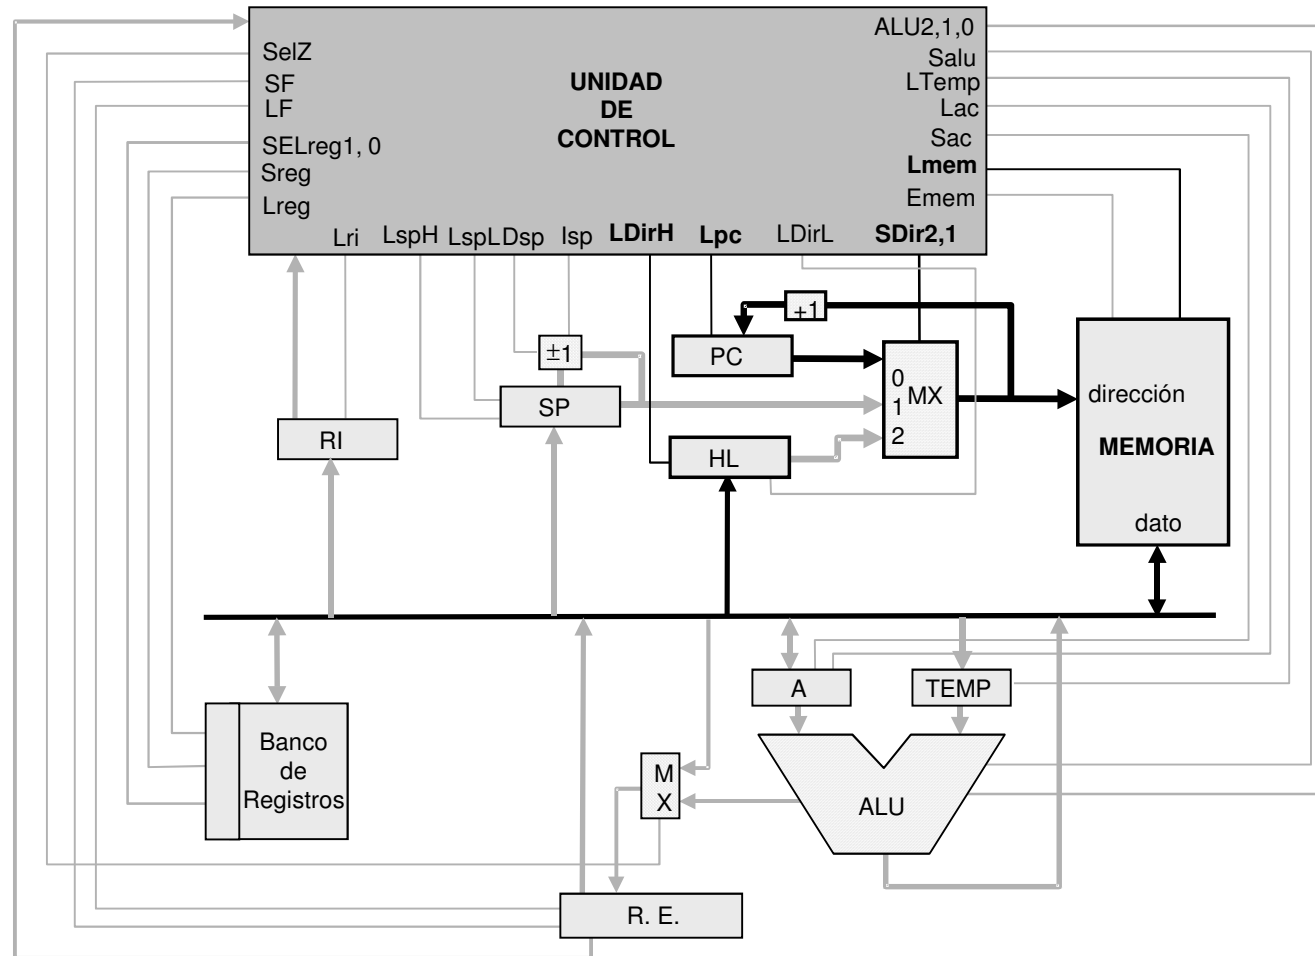 ALU2,1,0
SelZ
Salu
UNIDAD
DE
CONTROL
SF
LTemp
LF
Lac
SELreg1, 0
Sac
Sreg
Lmem
Lreg
Emem
Lri
LspH
LspL
Dsp
Isp
LDirH
Lpc
LDirL
SDir2,1
+1
±1
PC
0
1
2
MX
SP
dirección
RI
HL
MEMORIA
dato
A
TEMP
Banco
de
Registros
M
X
ALU
R. E.